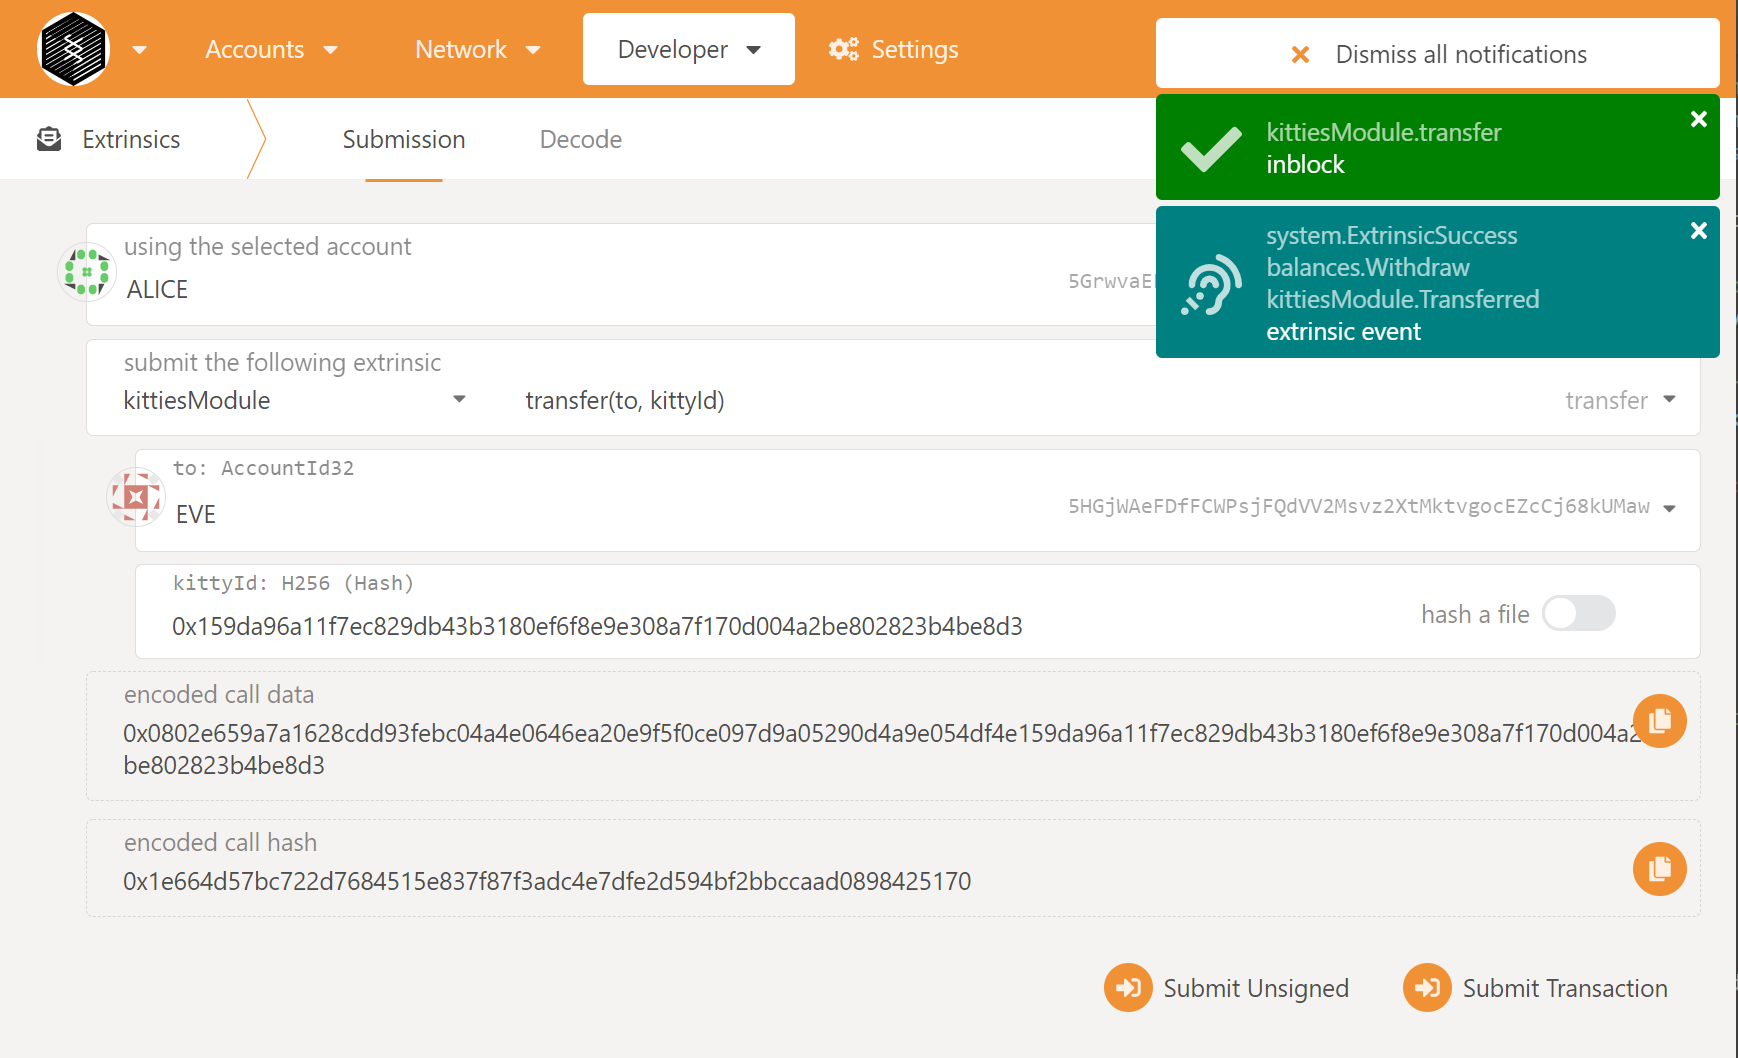 Accounts
Network
Developer
Settings
Dismiss all notifications
Extrinsics
Submission
Decode
kittiesModule.transfer
inblock
system.ExtrinsicSuccess
balances.Withdraw
kittiesModule.Transferred
extrinsic event
using the selected account
ALICE
5GrwvaE
submit the following extrinsic
kittiesModule
transfer(to, kittyId)
transfer
to: AccountId32
EVE
5HGjWAeFDfFCWPsjFQdVV2Msvz2XtMktvgocEZcCj68kUMaw
kittyId: H256 (Hash)
0x159da96a11f7ec829db43b3180ef6f8e9e308a7f170d004a2be802823b4be8d3
hash a file
encoded call data
0x0802e659a7a1628cdd93febc04a4e0646ea20e9f5f0ce097d9a05290d4a9e054df4e159da96a11f7ec829db43b3180ef6f8e9e308a7f170d004a2
be802823b4be8d3
encoded call hash
0x1e664d57bc722d7684515e837f87f3adc4e7dfe2d594bf2bbccaad0898425170
Submit Unsigned
Submit Transaction